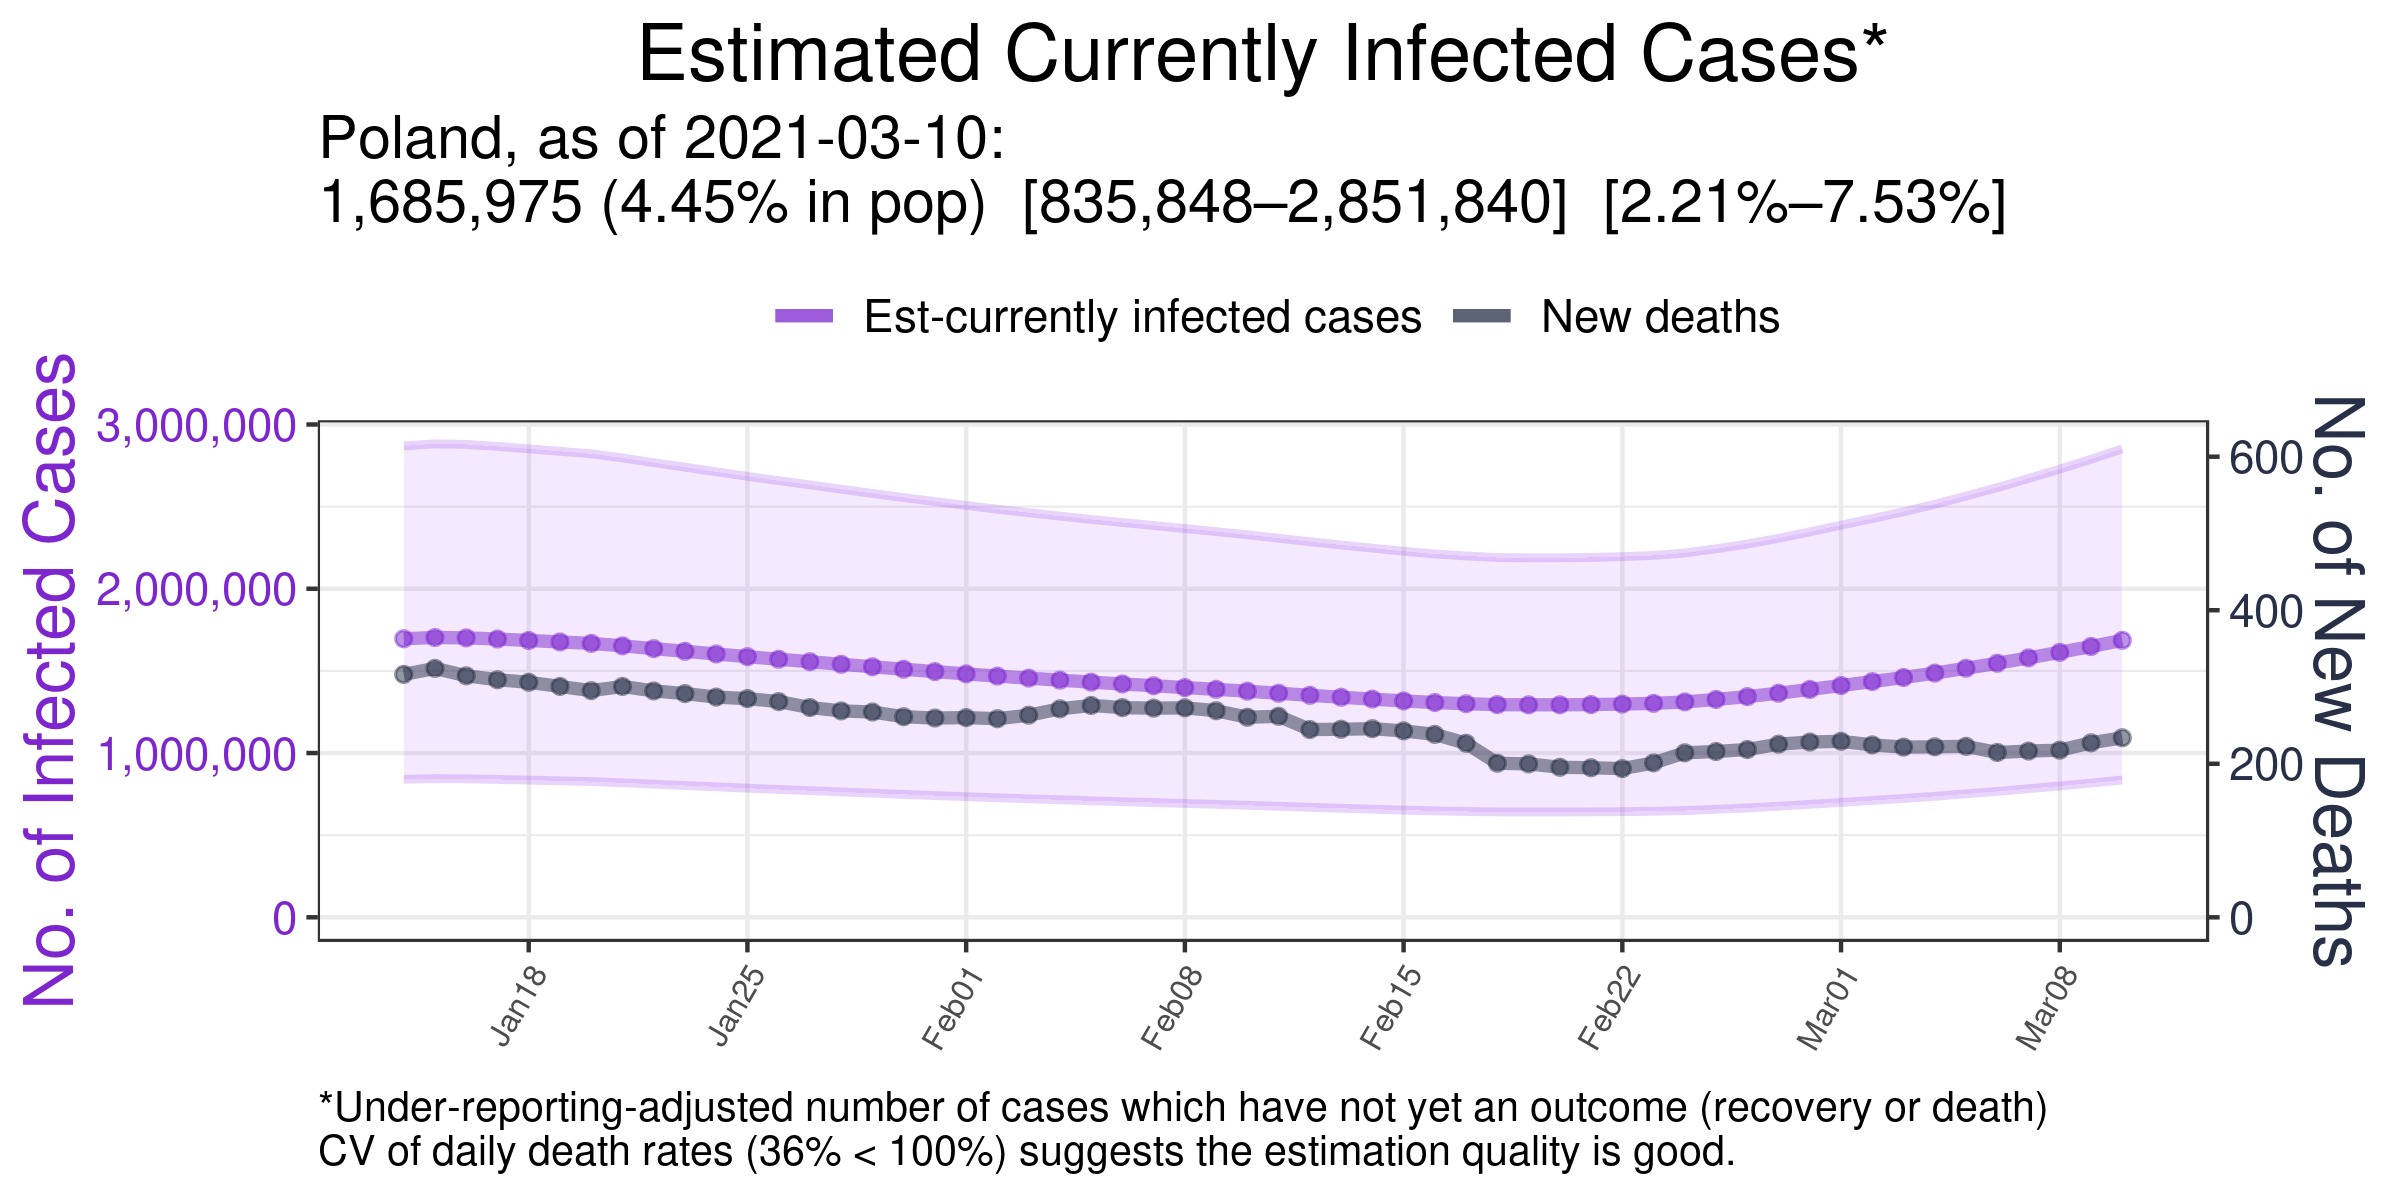 Estimated Currently Infected Cases*
Poland, as of 2021-03-10:
1,685,975 (4.45% in pop)  [835,848–2,851,840]  [2.21%–7.53%]
Est-currently infected cases
New deaths
No. of Infected Cases
3,000,000
2,000,000
1,000,000
0
600
400
200
0
No. of New Deaths
Jan18
Jan25
Feb01
Feb08
Feb15
Feb22
Mar01
Mar08
*Under-reporting-adjusted number of cases which have not yet an outcome (recovery or death)
CV of daily death rates (36% < 100%) suggests the estimation quality is good.